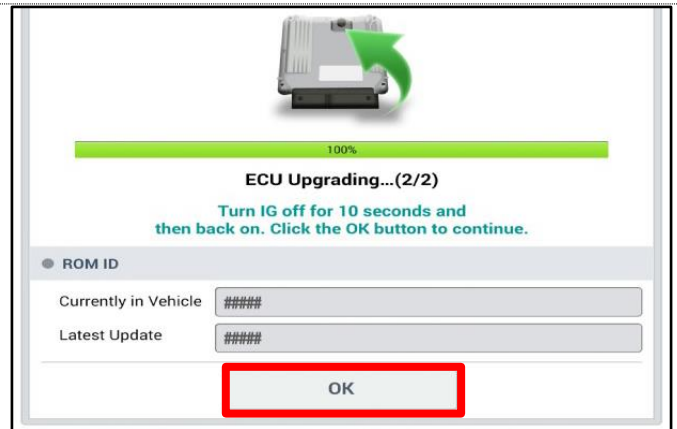 100%
ECU Upgrading...(2/2)
Turn IG off for 10 seconds and
then back on. Click the OK button to continue.
ROM ID
Currently in Vehicle #####
Latest Update #####
OK